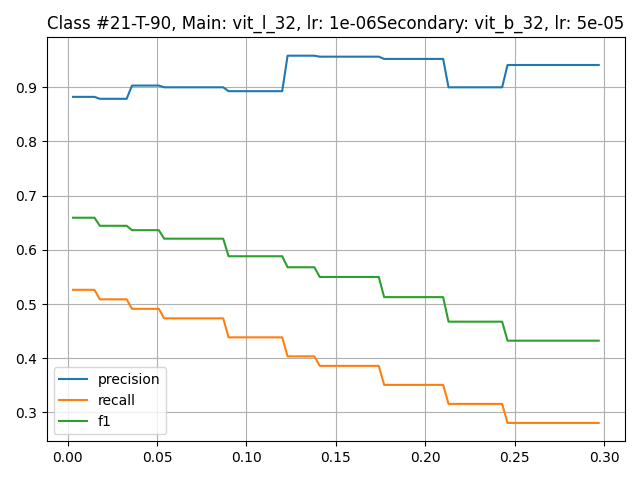 Class #21-T-90, Main: vit_l_32, lr: 1e-06Secondary: vit_b_32, lr: 5e-05
0.9
0.8
0.7
0.6
0.5
0.4
0.3
precision
recall
f1
0.00 0.05 0.10 0.15 0.20 0.25 0.30